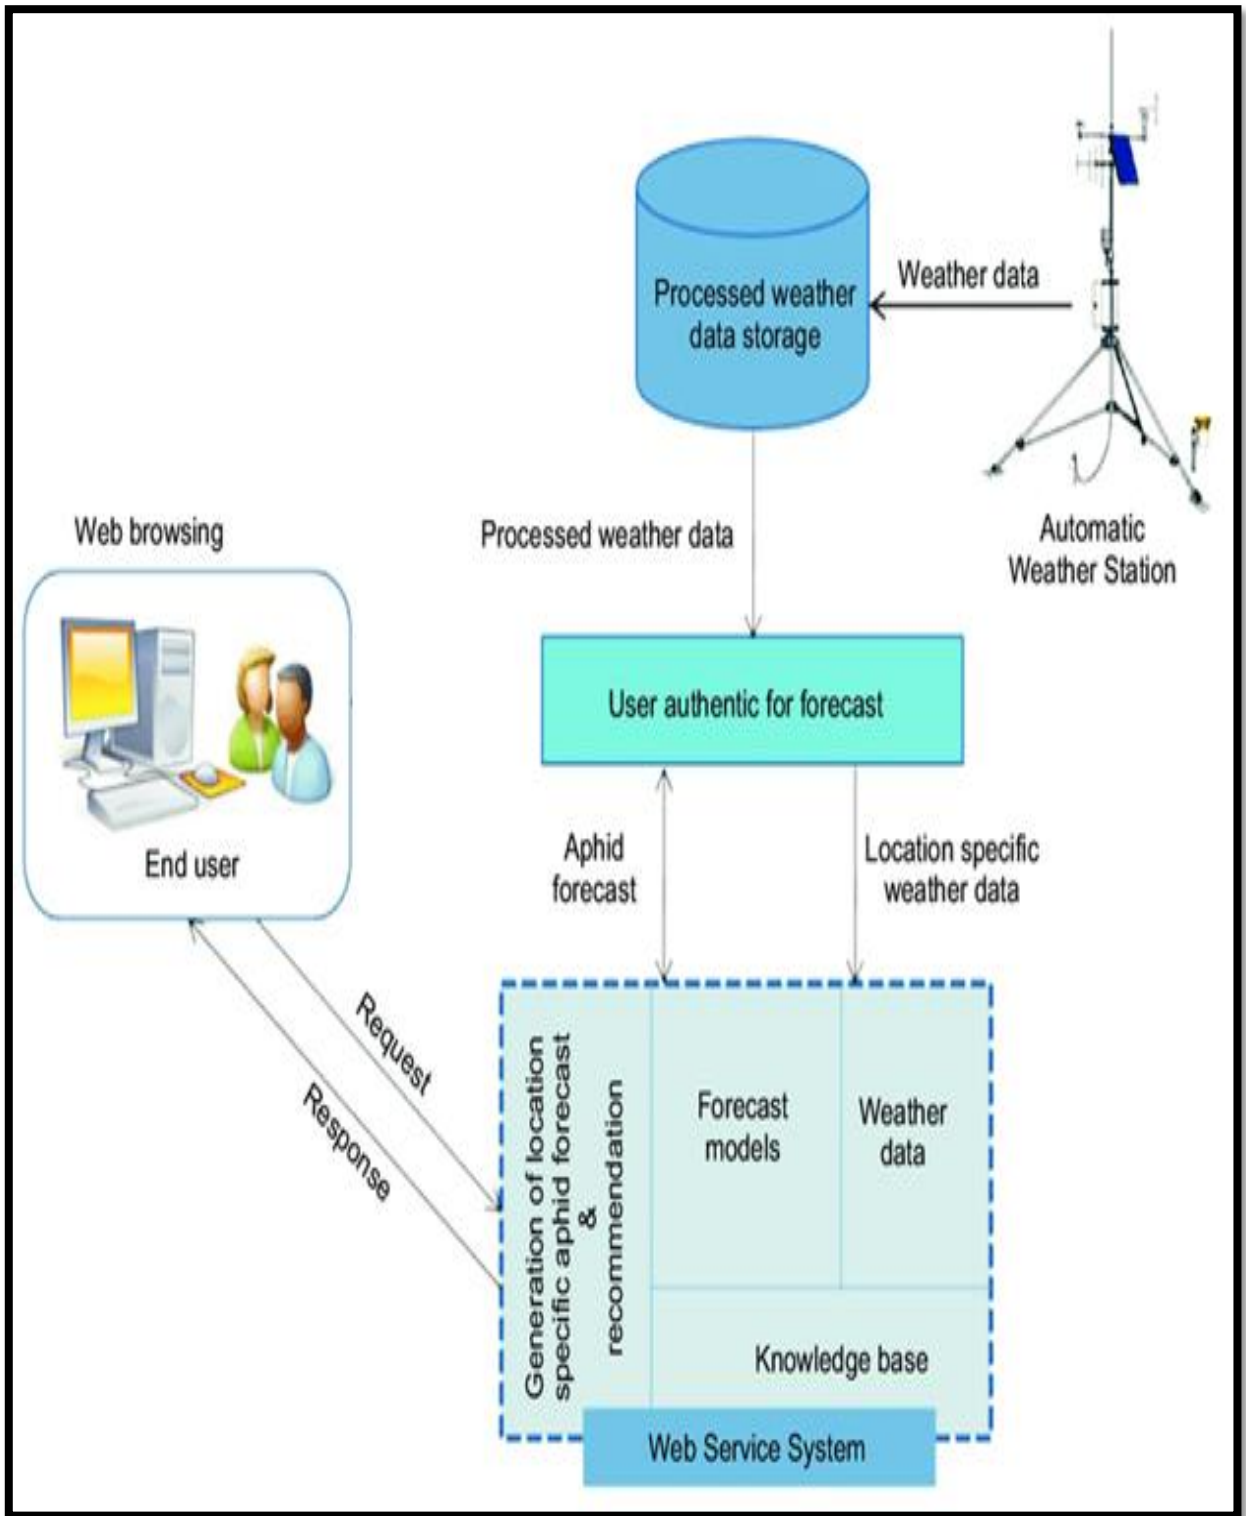 Weather data
Processed weather
data storage
Automatic
Weather Station
Processed weather data
Web browsing
End user
User authentic for forecast
Aphid
forecast
Location specific
weather data
Request
Response
Generation of location
specific aphid forecast
&
recommendation
Forecast
models
Weather
data
Knowledge base
Web Service System